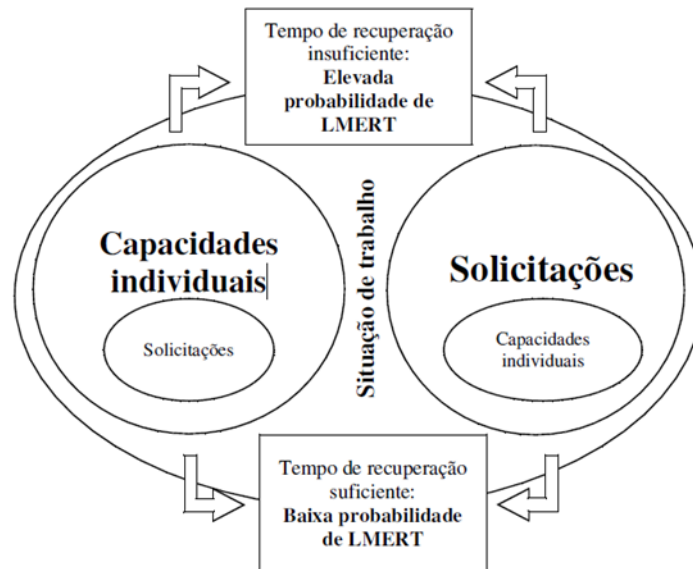 Tempo de recuperação
insuficiente:
Elevada
probabilidade de
LMERT
Capacidades
individuais
Solicitações
Situação de trabalho
Solicitações
Capacidades
individuais
Tempo de recuperação
suficiente:
Baixa probabilidade
de LMERT